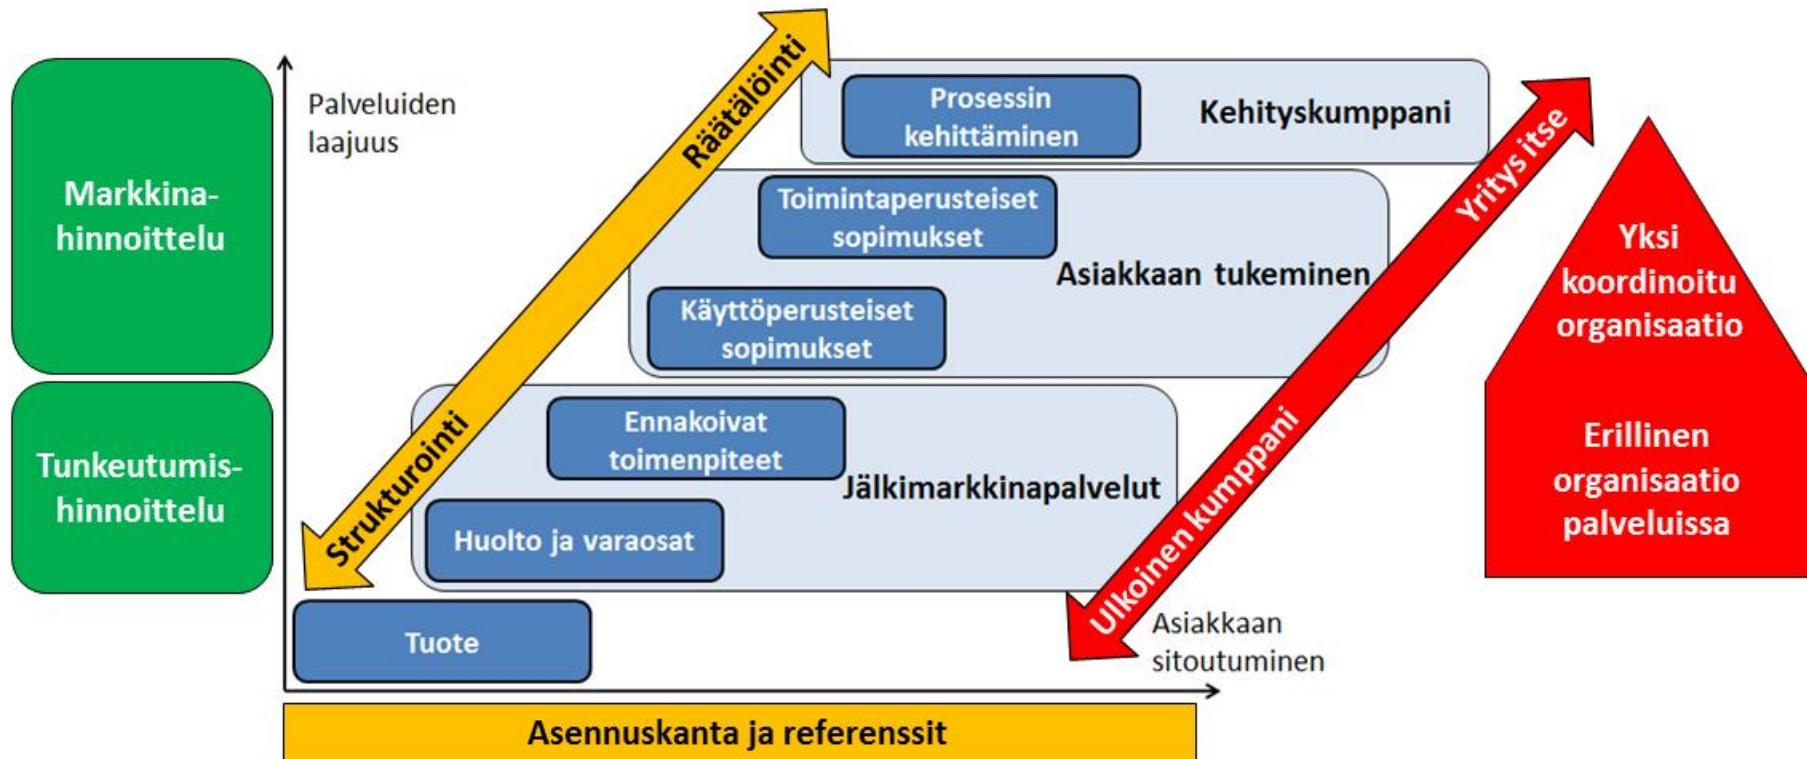 Markkina-
hinnoittelu
Tunkeutumis-
hinnoittelu
Palveluiden
laajuus
Räätälöinti
Strukturointi
Prosessin
kehittäminen
Kehityskumppani
Toimintaperusteiset
sopimukset
Asiakkaan tukeminen
Käyttöperusteiset
sopimukset
Ennakoivat
toimenpiteet
Jälkimarkkinapalvelut
Huolto ja varaosat
Tuote
Yritys itse
Ulkoinen kumppani
Asiakkaan
sitoutuminen
Yksi
koordinoitu
organisaatio
Erillinen
organisaatio
palveluissa
Asennuskanta ja referenssit